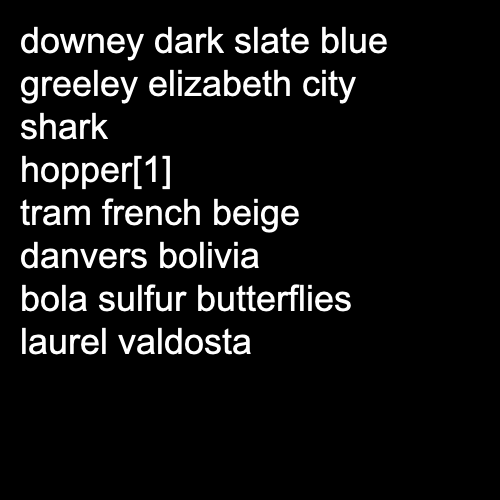 downey dark slate blue
greeley elizabeth city
shark
hopper[1]
tram french beige
danvers bolivia
bola sulfur butterflies
laurel valdosta